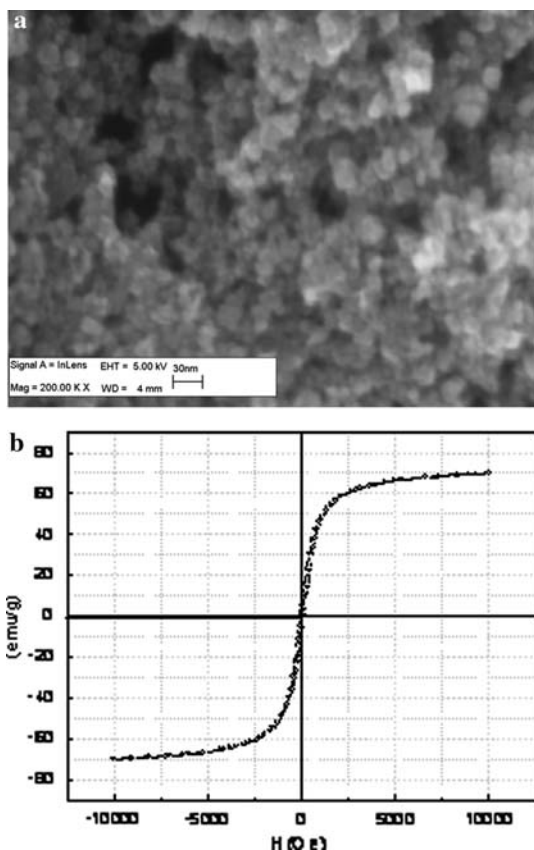 a
Signal A = InLens EHT = 5.00 kV 30nm
Mag = 200.00 K X WD = 4 mm
b
80
60
40
20
0
-20
-40
-60
-80
(emu/g)
-10000 -5000 0 5000 10000
H (Oe)